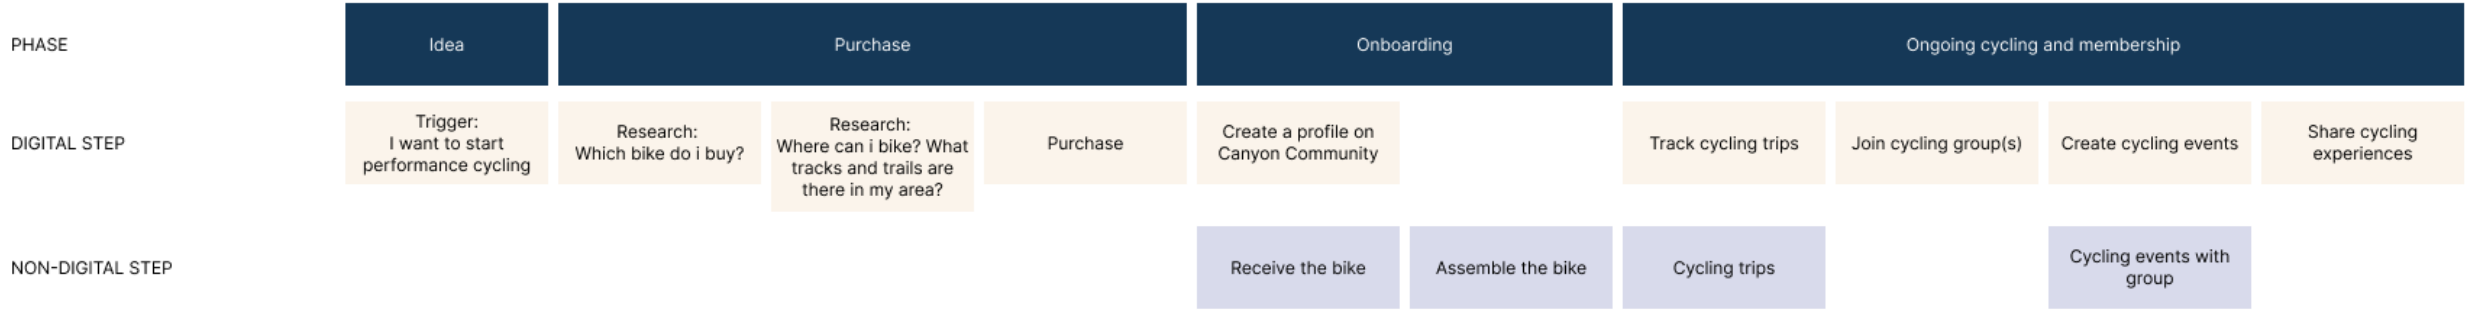 PHASE
Idea
Purchase
Onboarding
Ongoing cycling and membership
DIGITAL STEP
Trigger:
I want to start
performance cycling
Research:
Which bike do i buy?
Research:
Where can i bike? What
tracks and trails are
there in my area?
Purchase
Create a profile on
Canyon Community
Track cycling trips
Join cycling group(s)
Create cycling events
Share cycling
experiences
NON-DIGITAL STEP
Receive the bike
Assemble the bike
Cycling trips
Cycling events with
group